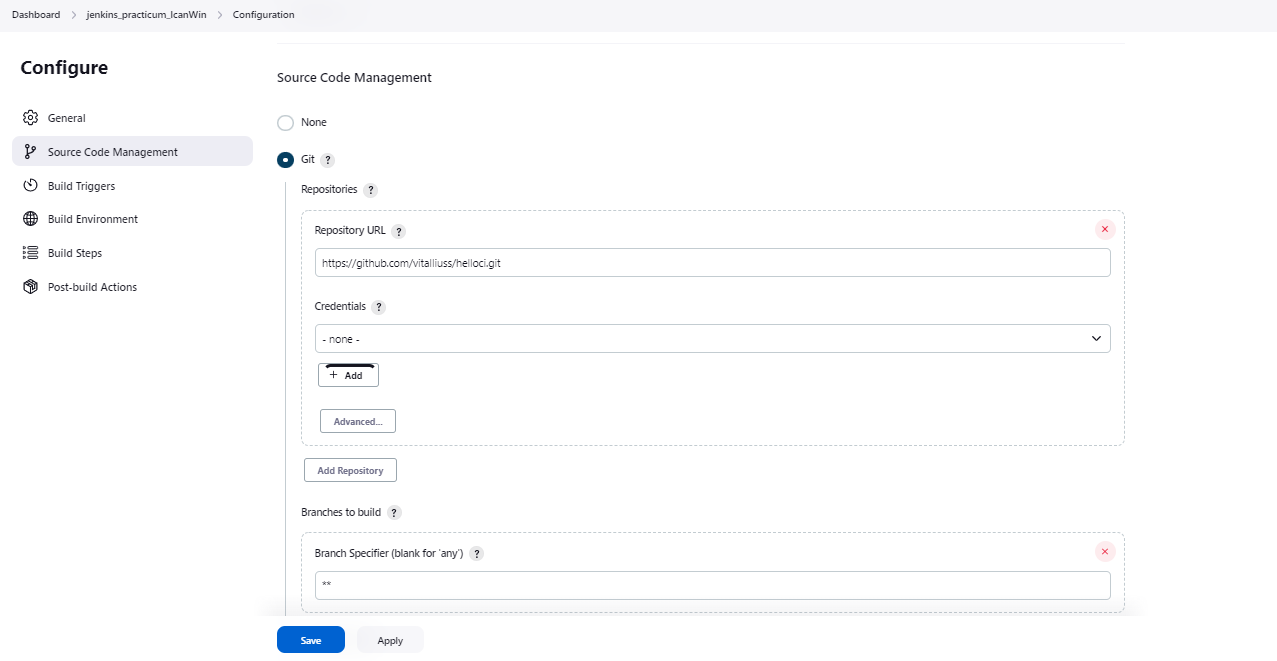 Dashboard > jenkins_practicum_IcanWin > Configuration
Configure
General
Source Code Management
Build Triggers
Build Environment
Build Steps
Post-build Actions
Source Code Management
None
Git ?
Repositories ?
Repository URL ?
https://github.com/vitalliuss/helloci.git
Credentials ?
- none -
+ Add
Advanced...
Add Repository
Branches to build ?
Branch Specifier (blank for 'any') ?
**
Save Apply